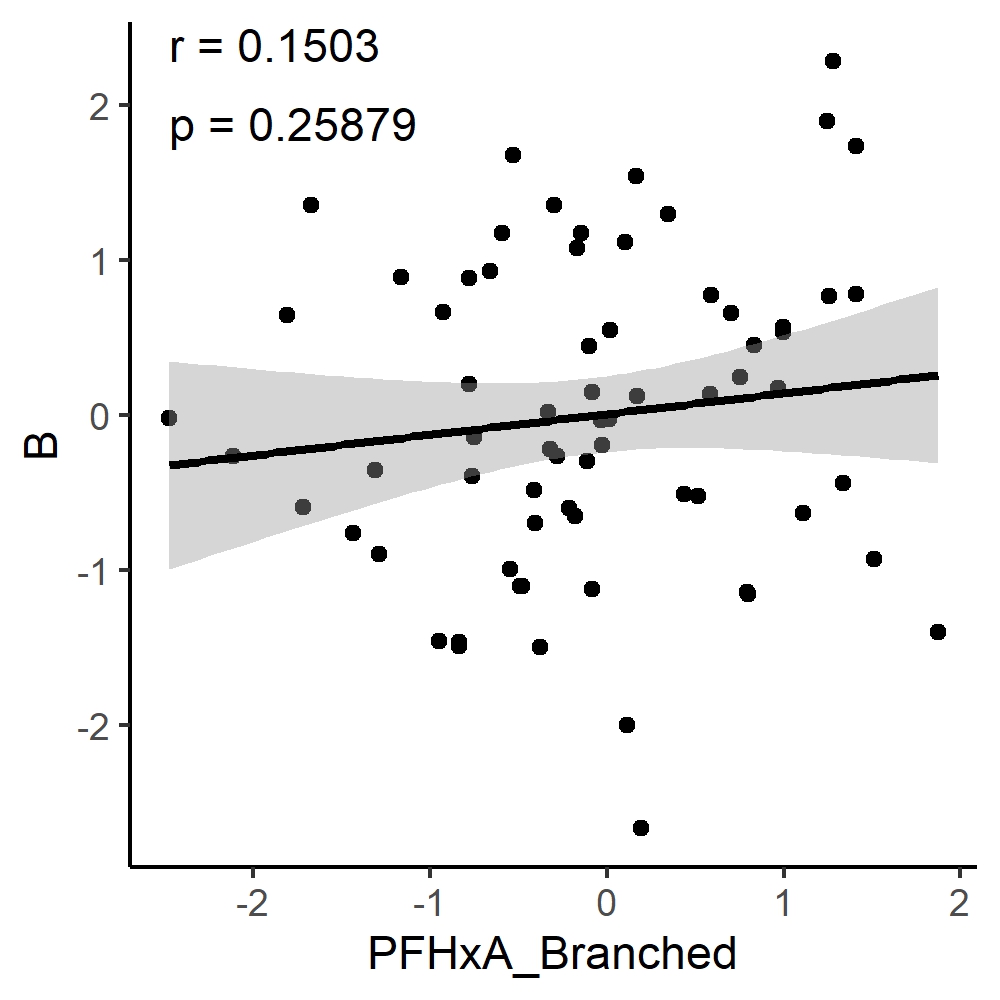 r = 0.1503
p = 0.25879
B
2
1
0
-1
-2
-2
-1
0
1
2
PFHxA_Branched